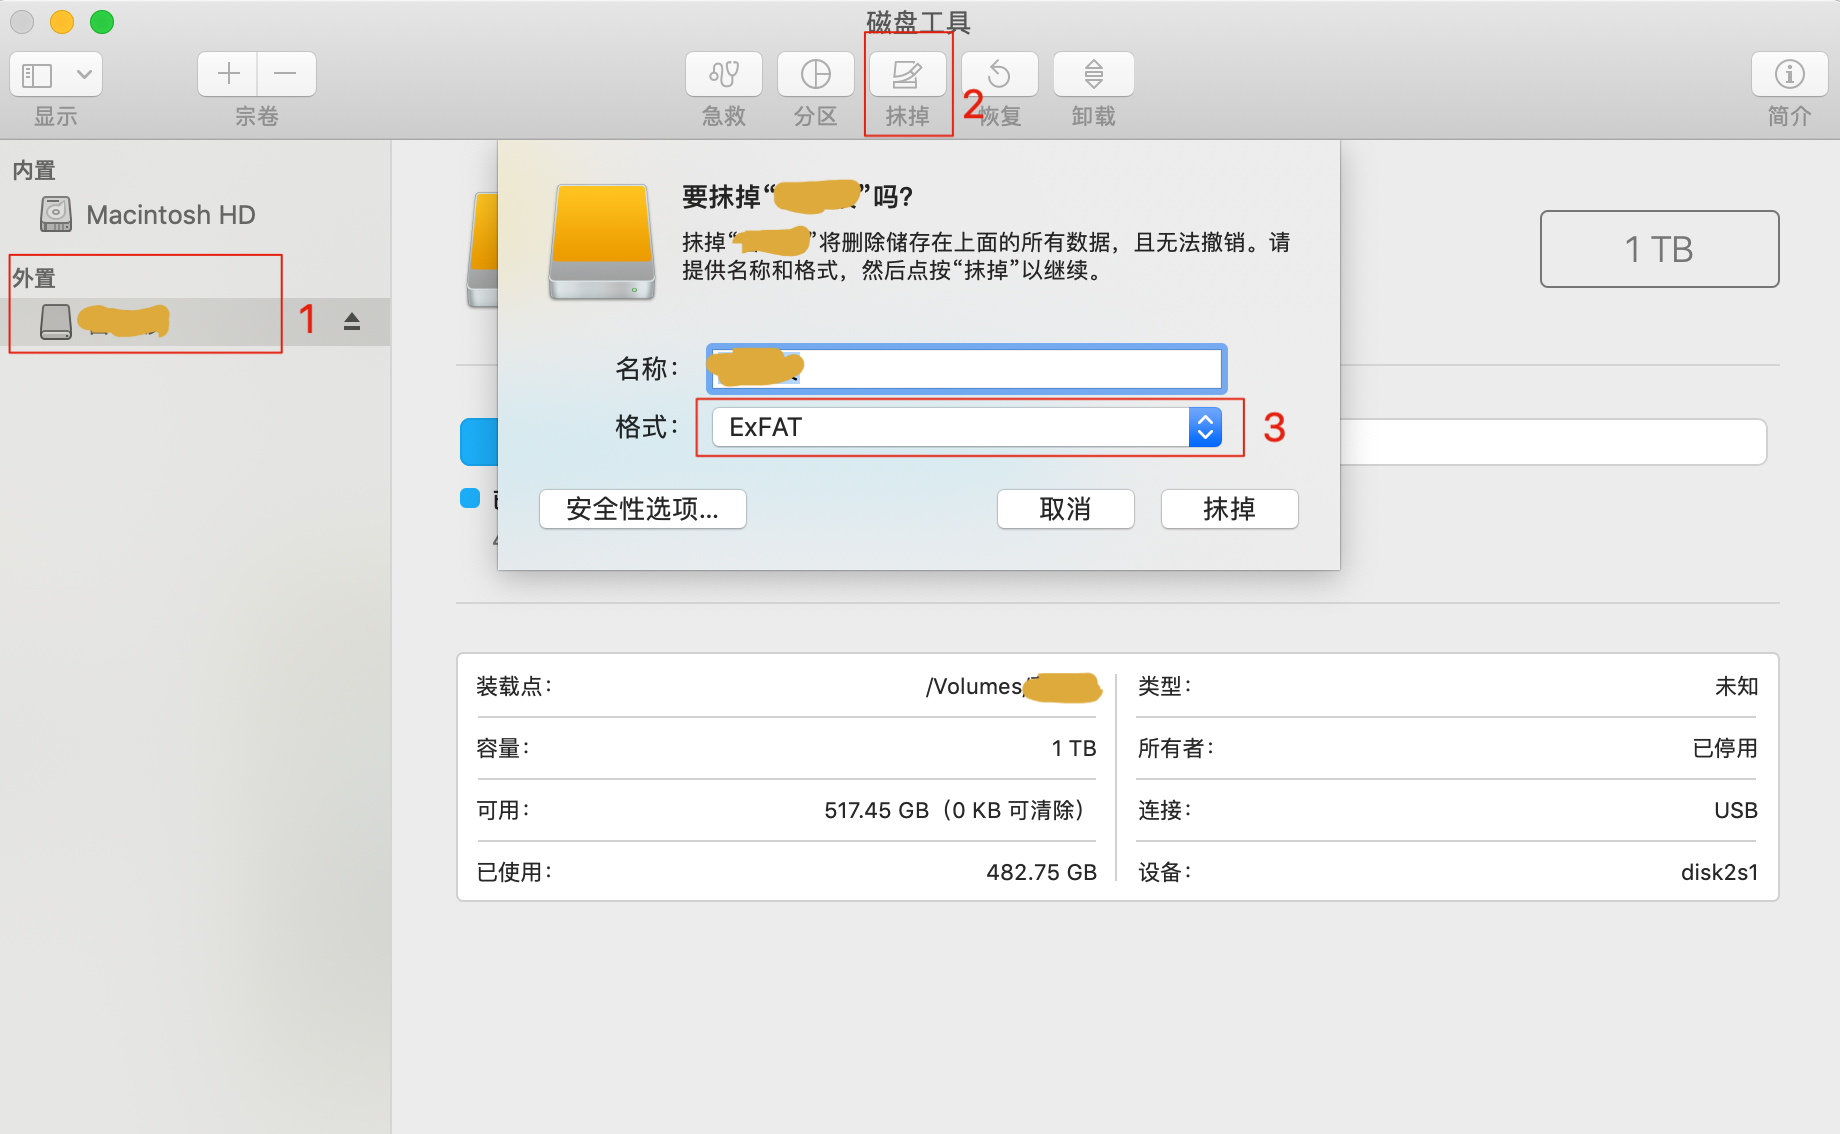 磁盘工具
显示
宗卷
急救
分区
抹掉
2
恢复
卸载
简介
内置
Macintosh HD
外置
1
要抹掉“”吗?
抹掉“”将删除储存在上面的所有数据，且无法撤销。请
提供名称和格式，然后点按“抹掉”以继续。
1 TB
名称：
格式：
ExFAT
3
安全性选项...
取消
抹掉
装载点：
/Volumes/
容量：
1 TB
可用：
517.45 GB（0 KB 可清除）
已使用：
482.75 GB
类型：
未知
所有者：
已停用
连接：
USB
设备：
disk2s1